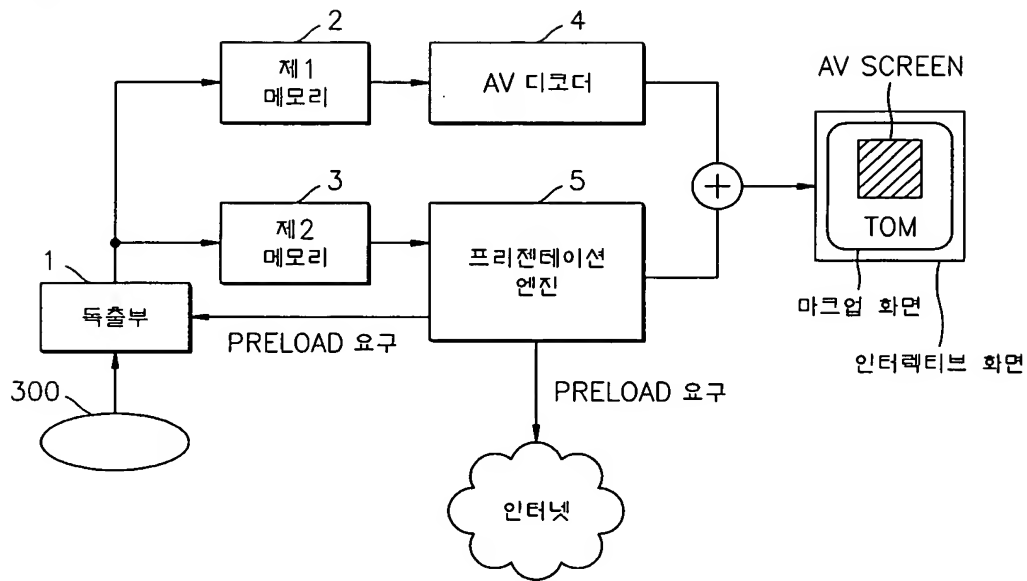 2
제1
메모리
4
AV 디코더
AV SCREEN
TOM
마크업 화면
인터렉티브 화면
3
제2
메모리
5
프리젠테이션
엔진
1
독출부
PRELOAD 요구
300
PRELOAD 요구
인터넷